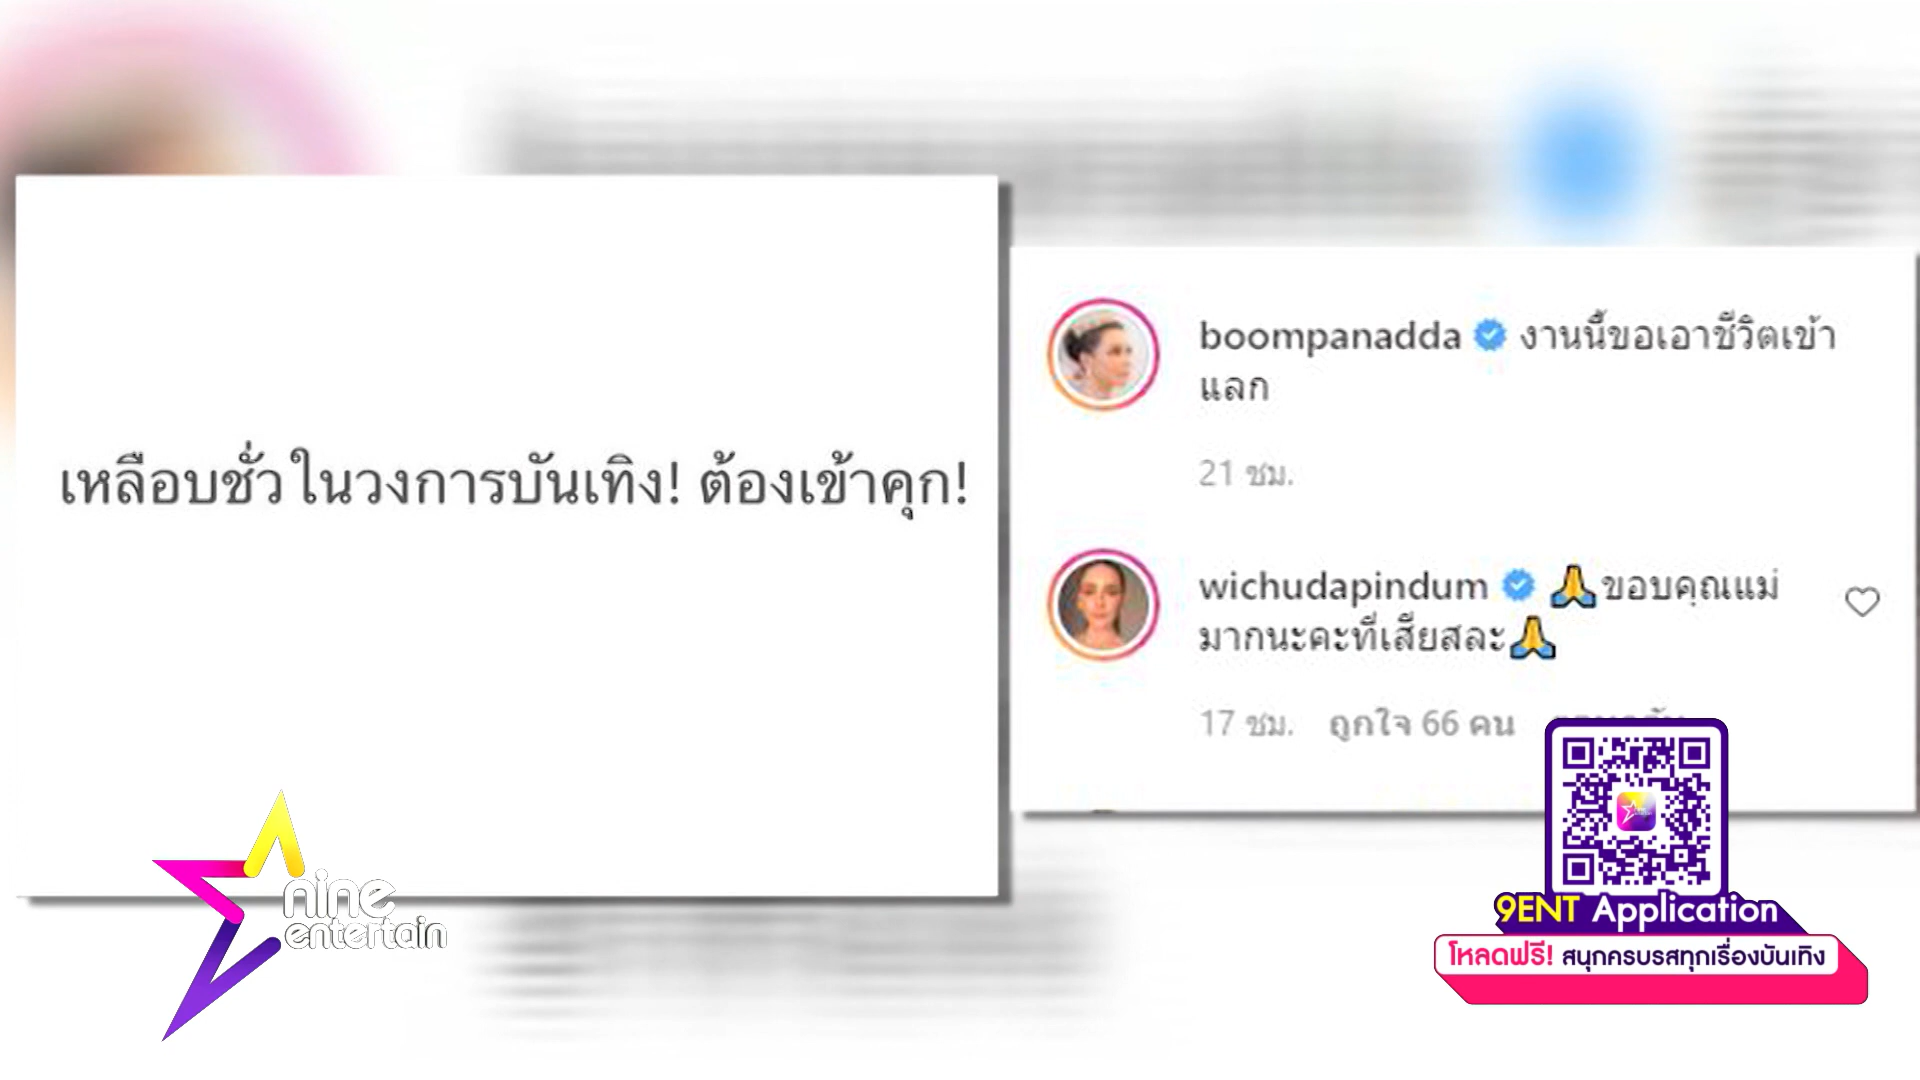 เหลือบชั่วในวงการบันเทิง! ต้องเข้าคุก!
boompanadda งานนี้ขอเอาชีวิตเข้า
แลก
21 ชม.
wichudapindum 🙏ขอบคุณแม่
มากนะคะที่เสียสละ🙏
17 ชม. ถูกใจ 66 คน
nine
entertain
9ENT Application
โหลดฟรี! สนุกครบรสทุกเรื่องบันเทิง